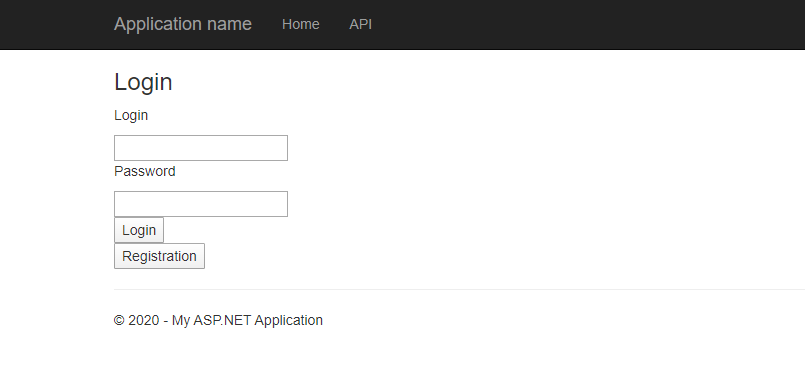 Application name Home API
Login
Login
Password
Login
Registration
© 2020 - My ASP.NET Application